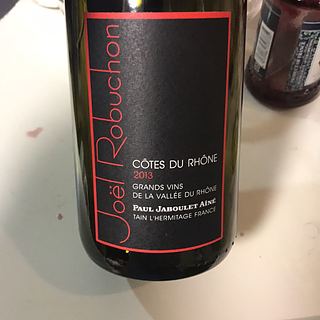 Joël Robuchon
CÔTES DU RHÔNE
2013
GRANDS VINS
DE LA VALLÉE DU RHÔNE
PAUL JABOULET AÎNÉ
TAIN L'HERMITAGE FRANCE